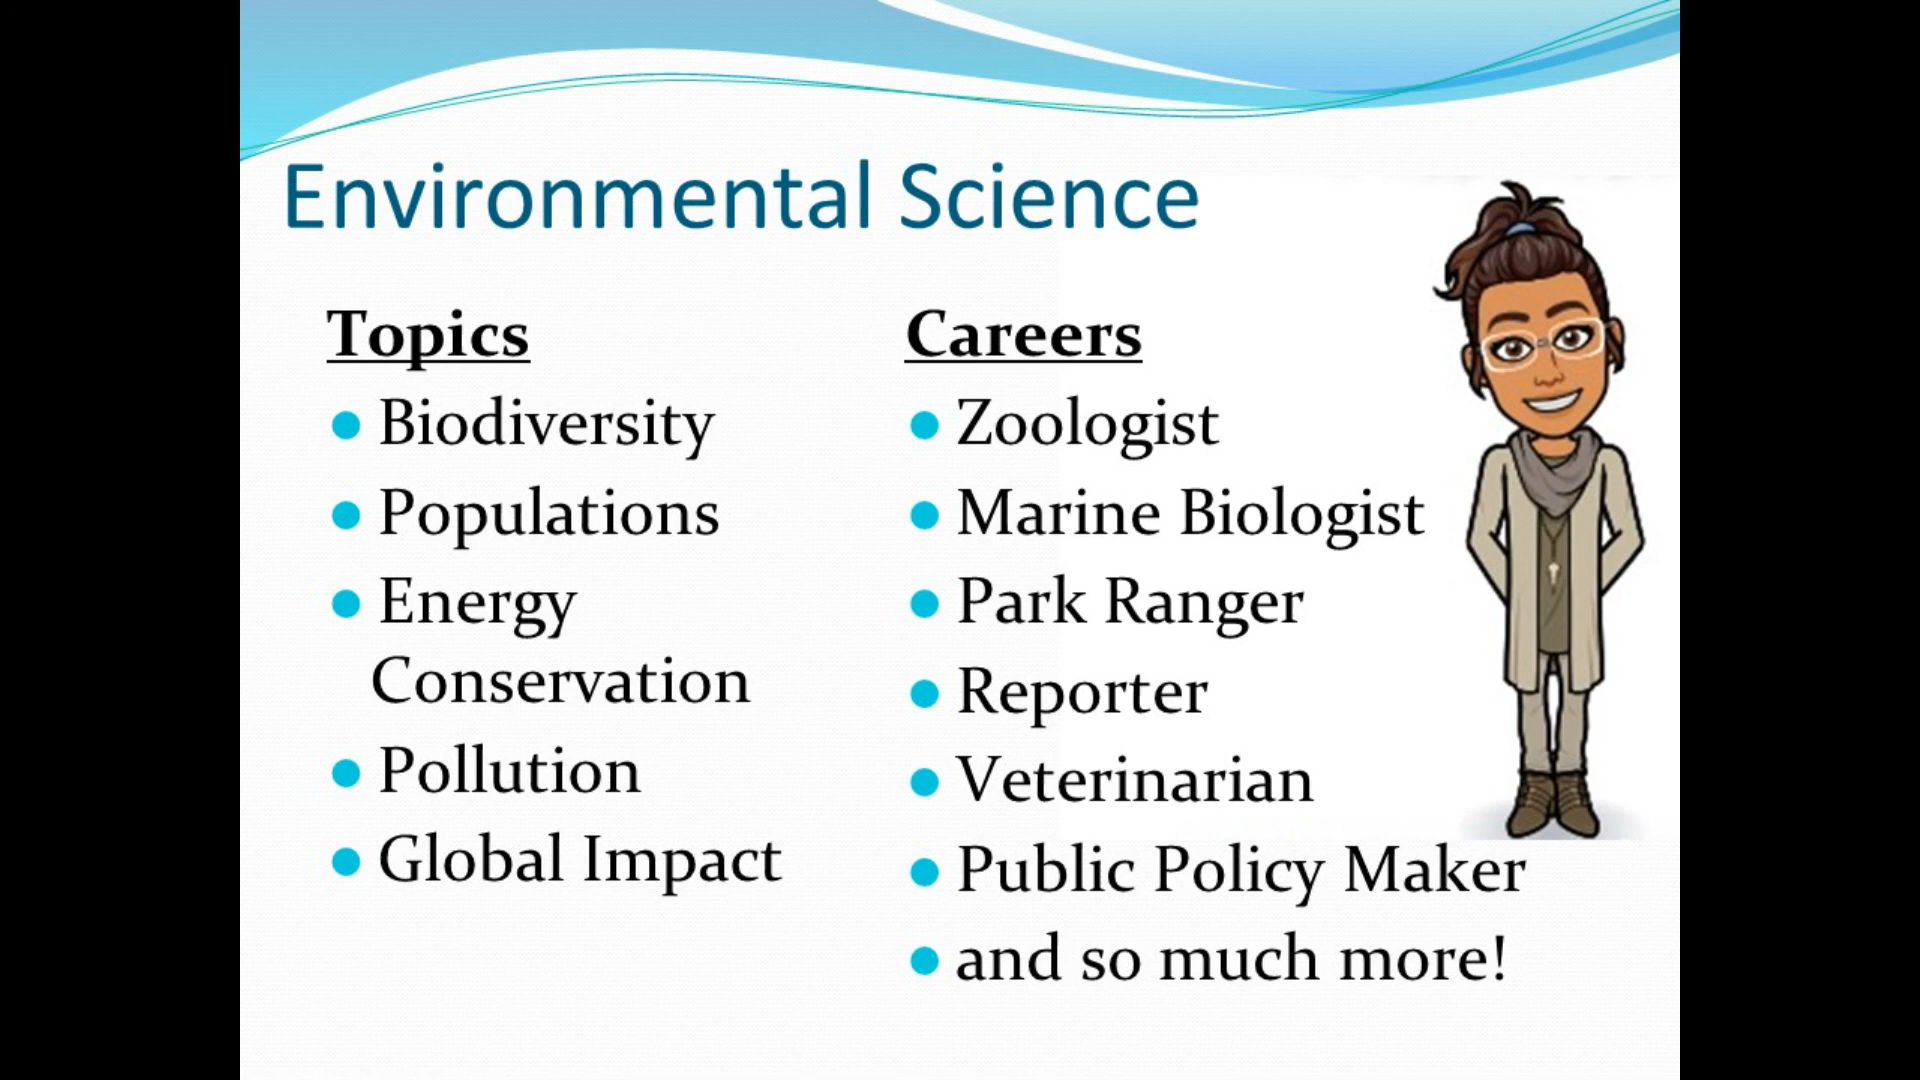 Environmental Science
Topics
Biodiversity
Populations
Energy
Conservation
Pollution
Global Impact
Careers
Zoologist
Marine Biologist
Park Ranger
Reporter
Veterinarian
Public Policy Maker
and so much more!